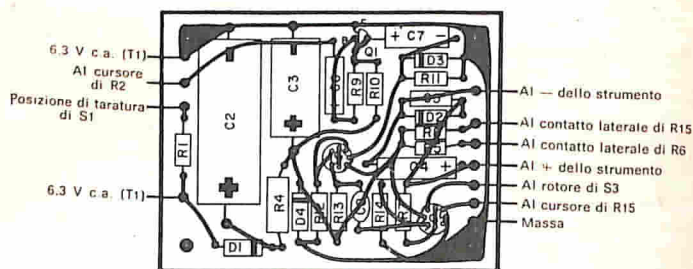 6.3 V c.a. (T1)
Al cursore
di R2
Posizione di taratura
di S1
6.3 V c.a. (T1)
R1
C2
C3
D1
R4
D4
R13
R9
R10
Q1
+ C7 −
D3
R11
D2
C4 +
Al — dello strumento
Al contatto laterale di R15
Al contatto laterale di R6
Al + dello strumento
Al rotore di S3
Al cursore di R15
Massa